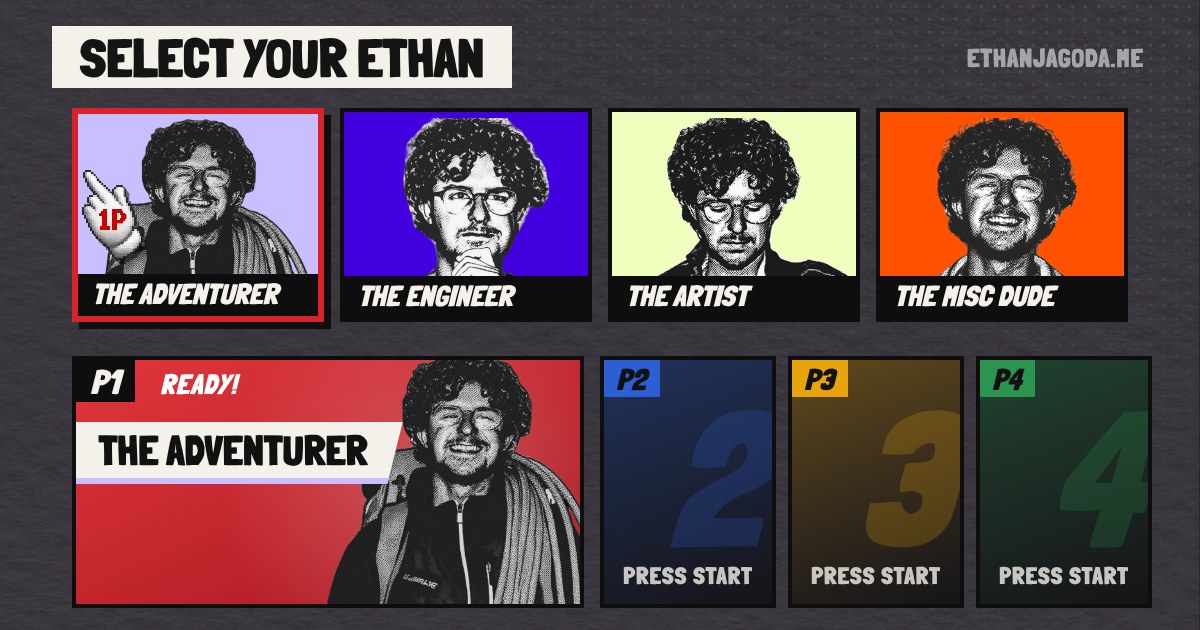 SELECT YOUR ETHAN
ETHANJAGODA.ME
1P
THE ADVENTURER
THE ENGINEER
THE ARTIST
THE MISC DUDE
P1
READY!
THE ADVENTURER
P2
2
PRESS START
P3
3
PRESS START
P4
4
PRESS START